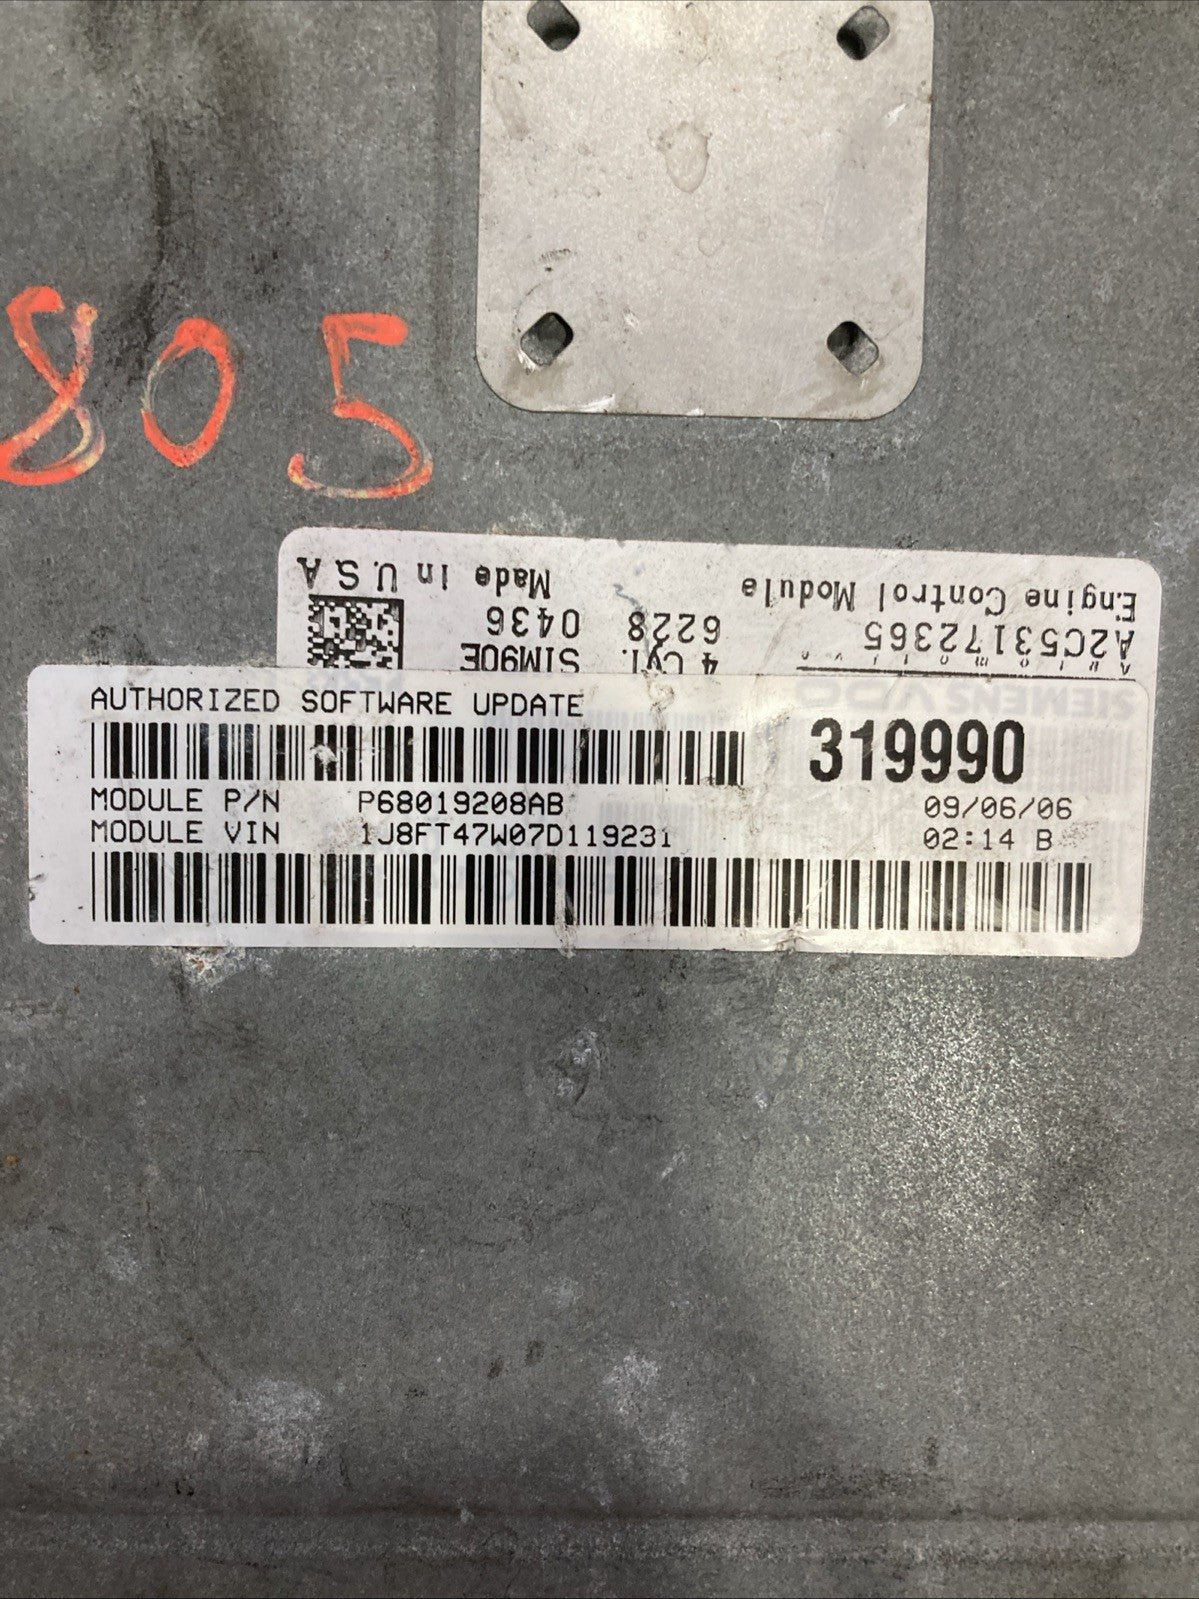 805
Engine Control Module Made in U.S.A
A2C53172365 6228 0436
Automotive 4 Cyl. SIM90E
SIEMENS VDO
AUTHORIZED SOFTWARE UPDATE
319990
MODULE P/N P68019208AB 09/06/06
MODULE VIN 1J8FT47W07D119231 02:14 B